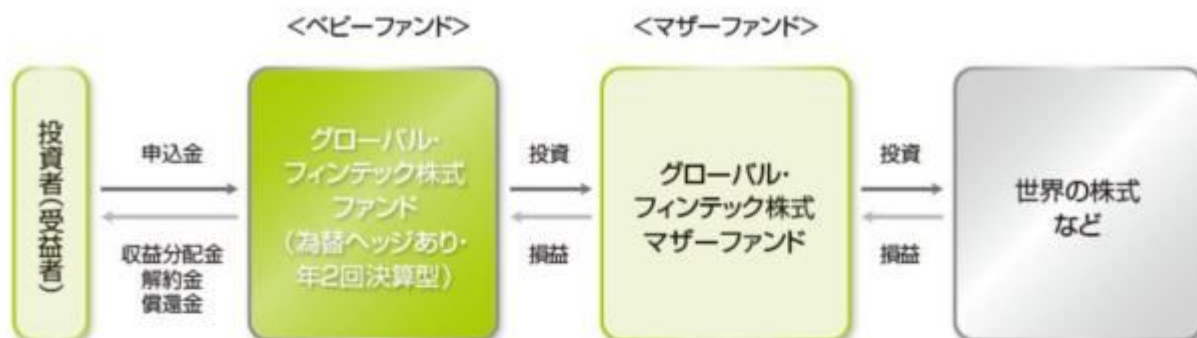 <ベビーファンド>
<マザーファンド>
投資者(受益者)
申込金
収益分配金
解約金
償還金
グローバル・
フィンテック株式
ファンド
(為替ヘッジあり・
年2回決算型)
投資
損益
グローバル・
フィンテック株式
マザーファンド
投資
損益
世界の株式
など